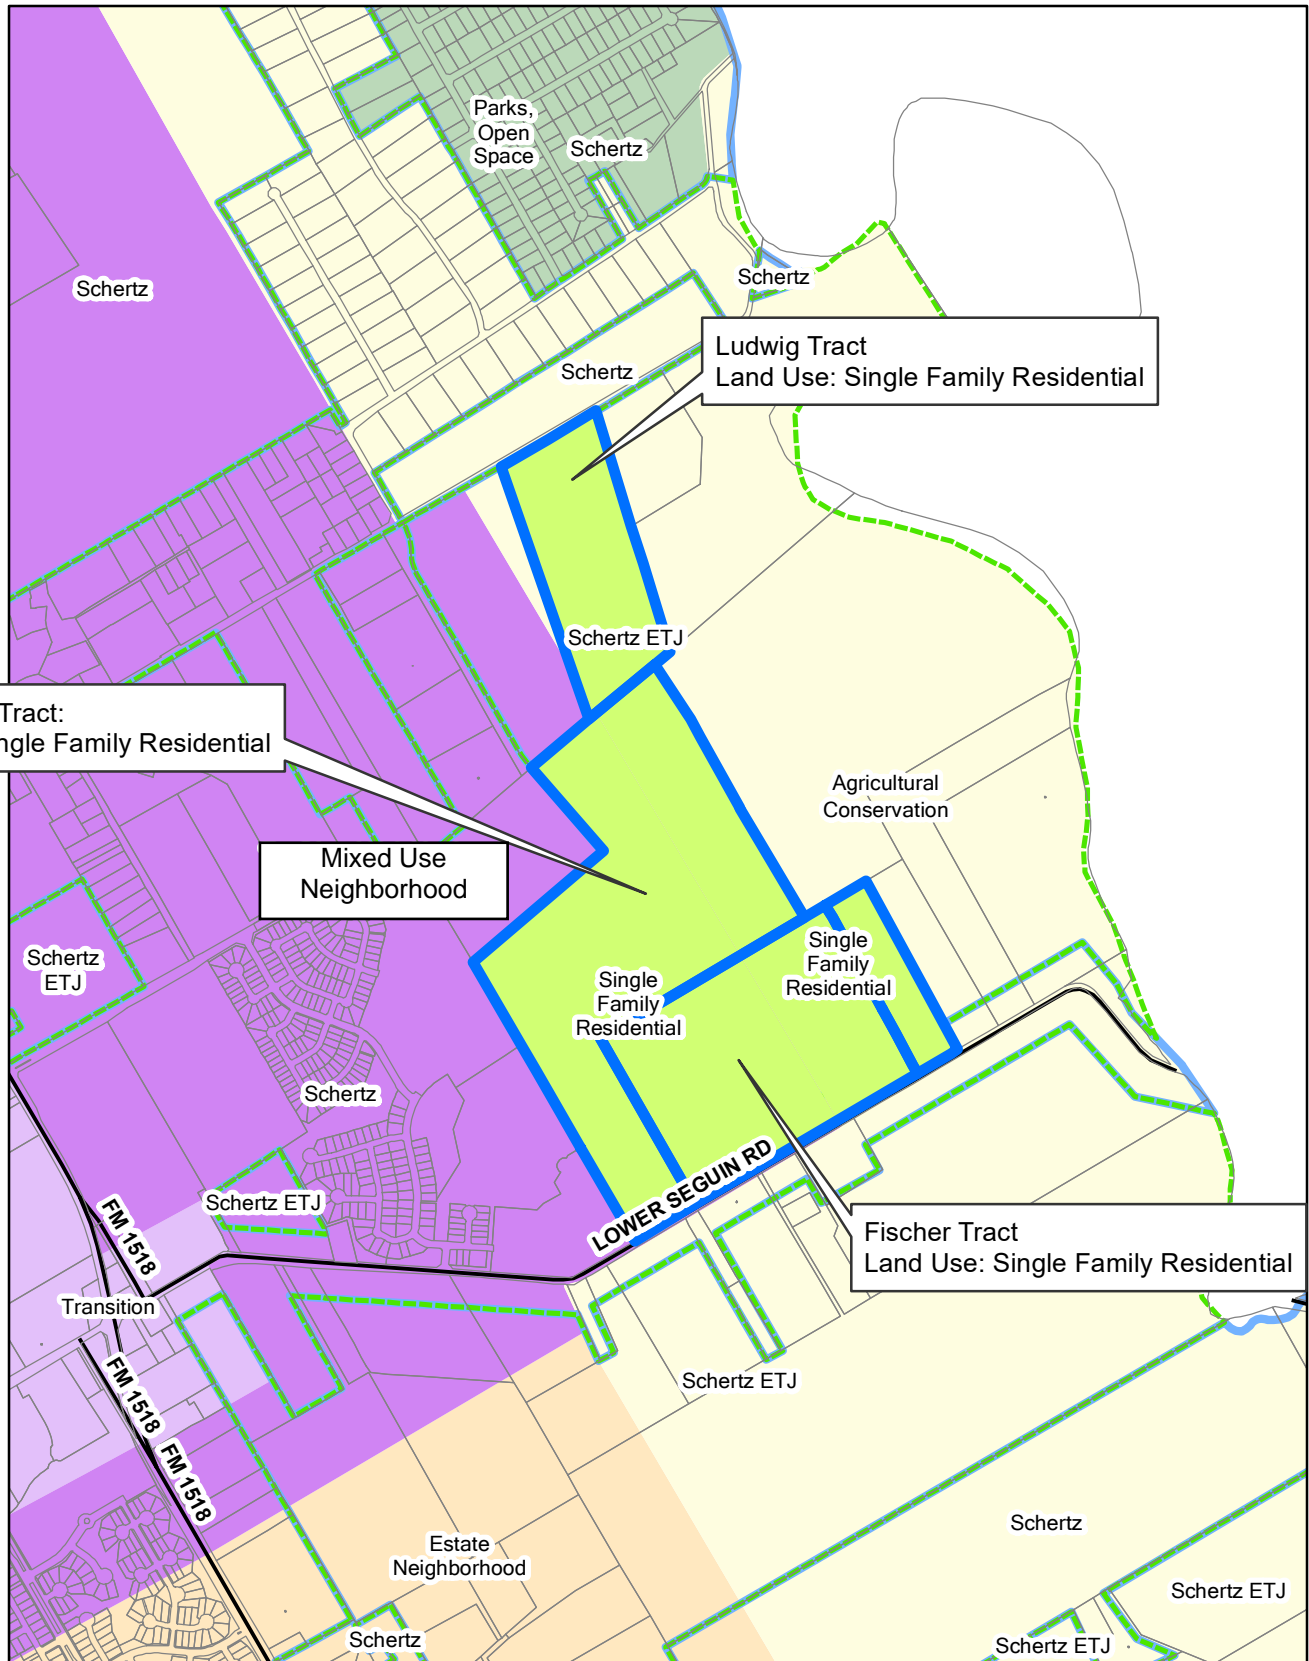 Parks,
Open
Space
Schertz
Schertz
Schertz
Ludwig Tract
Land Use: Single Family Residential
Schertz
Schertz ETJ
Tract:
ngle Family Residential
Agricultural
Conservation
Mixed Use
Neighborhood
Single
Family
Residential
Schertz
ETJ
Single
Family
Residential
Schertz
LOWER SEGUIN RD
Schertz ETJ
FM 1518
Fischer Tract
Land Use: Single Family Residential
Transition
FM 1518
Schertz ETJ
FM 1518
Schertz
Estate
Neighborhood
Schertz ETJ
Schertz
Schertz ETJ